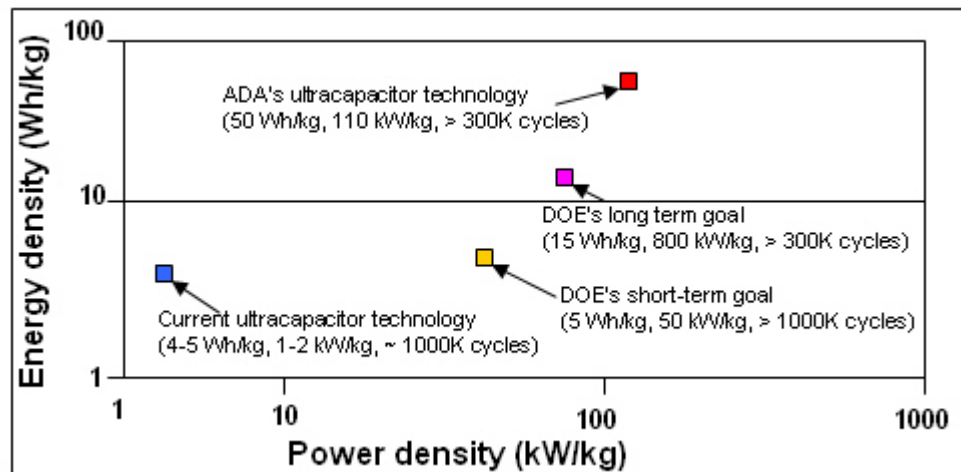 Energy density (Wh/kg)
100
10
1
ADA's ultracapacitor technology
(50 Wh/kg, 110 kW/kg, > 300K cycles)
DOE's long term goal
(15 Wh/kg, 800 kW/kg, > 300K cycles)
DOE's short-term goal
(5 Wh/kg, 50 kW/kg, > 1000K cycles)
Current ultracapacitor technology
(4-5 Wh/kg, 1-2 kW/kg, ~ 1000K cycles)
1 10 100 1000
Power density (kW/kg)